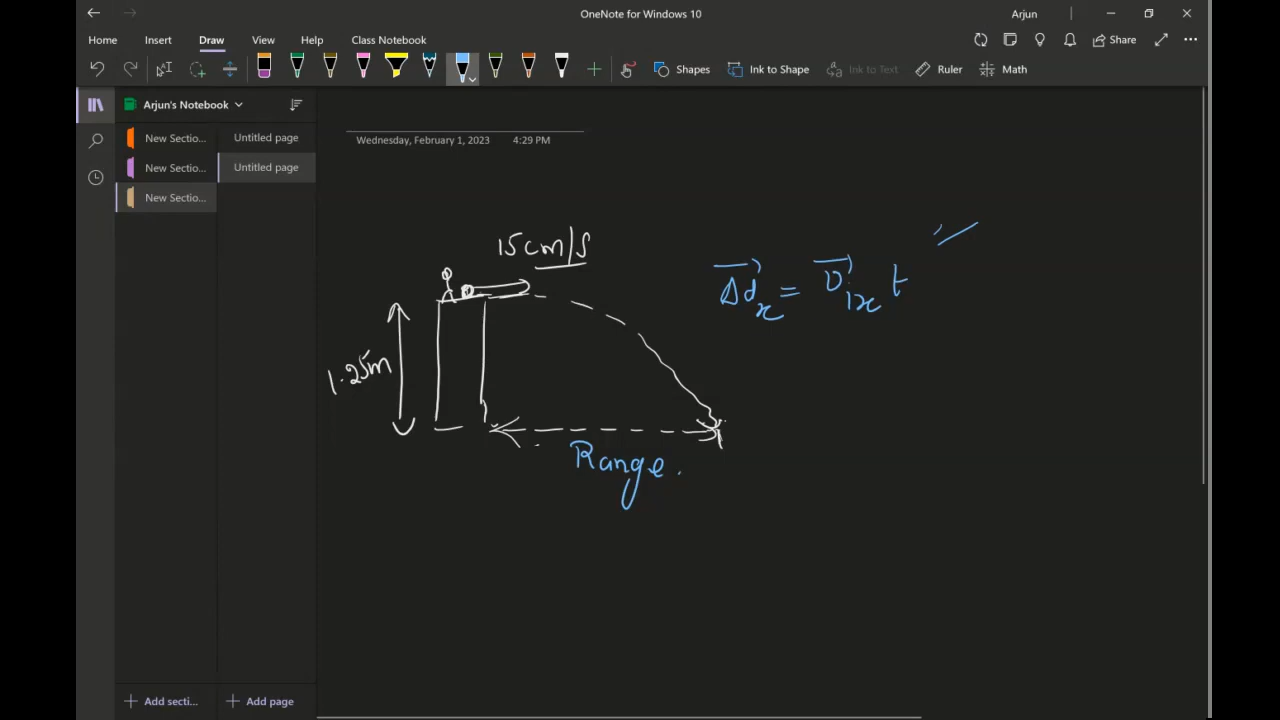 OneNote for Windows 10
Arjun
Home Insert Draw View Help Class Notebook
Share
Shapes Ink to Shape Ink to Text Ruler Math
Arjun's Notebook
New Sectio...
New Sectio...
New Sectio...
Untitled page
Untitled page
Wednesday, February 1, 2023 4:29 PM
15cm/s
1.25m
Range.
Δd⃗ₓ = v⃗₁ₓ t
Add secti...
Add page